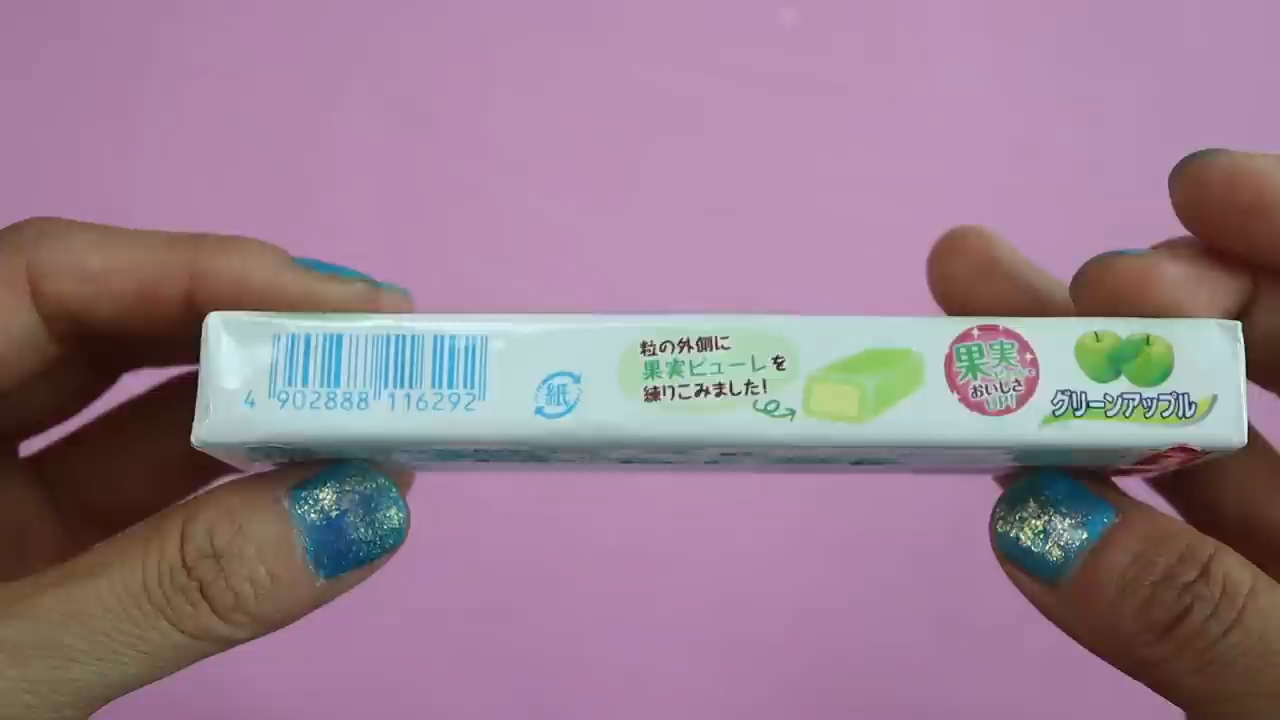 4 902888 116292
紙
粒の外側に
果実ピューレを
練りこみました!
果実
おいしさ
UP!!
グリーンアップル